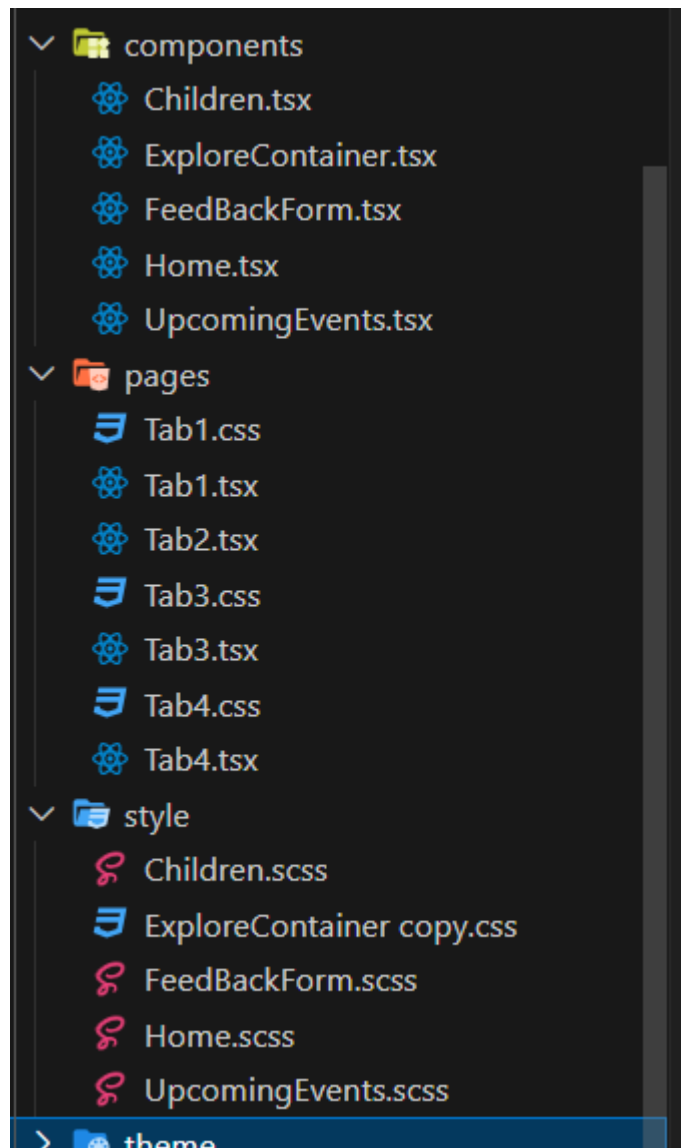 components
Children.tsx
ExploreContainer.tsx
FeedBackForm.tsx
Home.tsx
UpcomingEvents.tsx
pages
Tab1.css
Tab1.tsx
Tab2.tsx
Tab3.css
Tab3.tsx
Tab4.css
Tab4.tsx
style
Children.scss
ExploreContainer copy.css
FeedBackForm.scss
Home.scss
UpcomingEvents.scss
theme